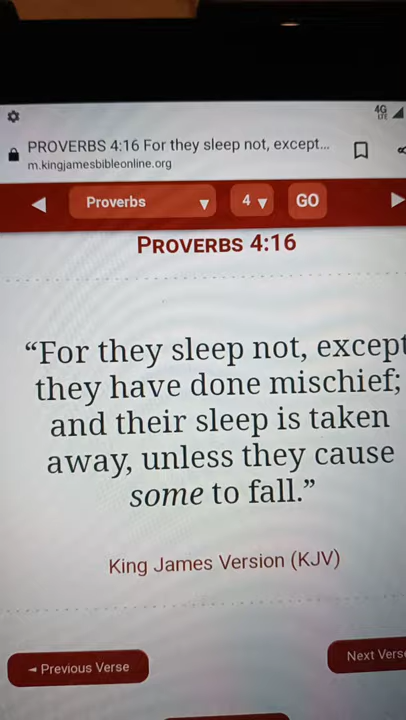 4G
LTE
PROVERBS 4:16 For they sleep not, except...
m.kingjamesbibleonline.org
Proverbs 4 GO
PROVERBS 4:16
“For they sleep not, except
they have done mischief;
and their sleep is taken
away, unless they cause
some to fall.”
King James Version (KJV)
Previous Verse
Next Verse